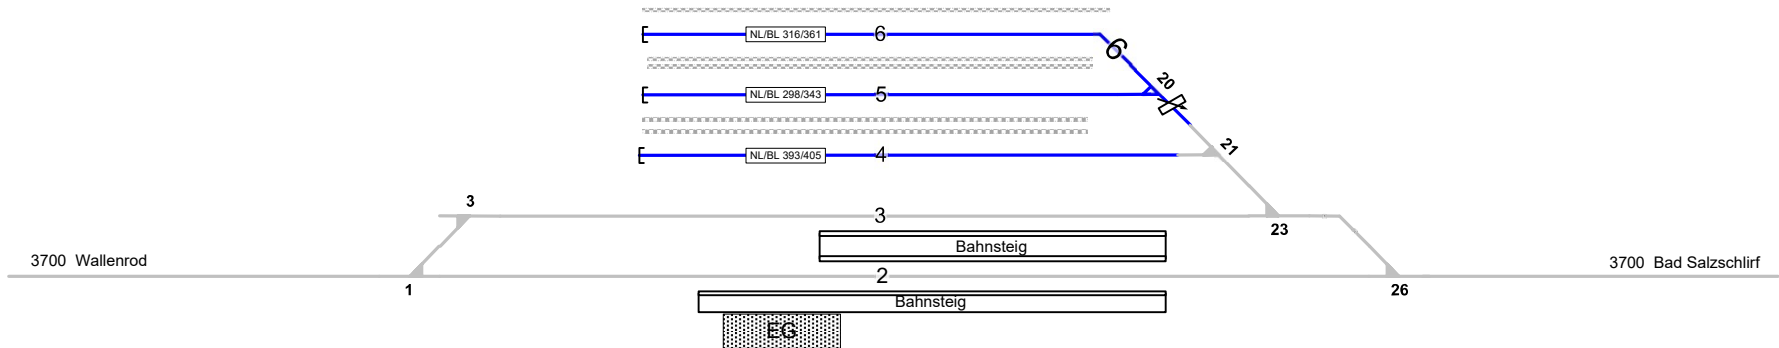 NL/BL 316/361
6
6
20
NL/BL 298/343
5
21
NL/BL 393/405
4
3
3
23
Bahnsteig
3700 Wallenrod
3700 Bad Salzschlirf
2
1
26
Bahnsteig
EG